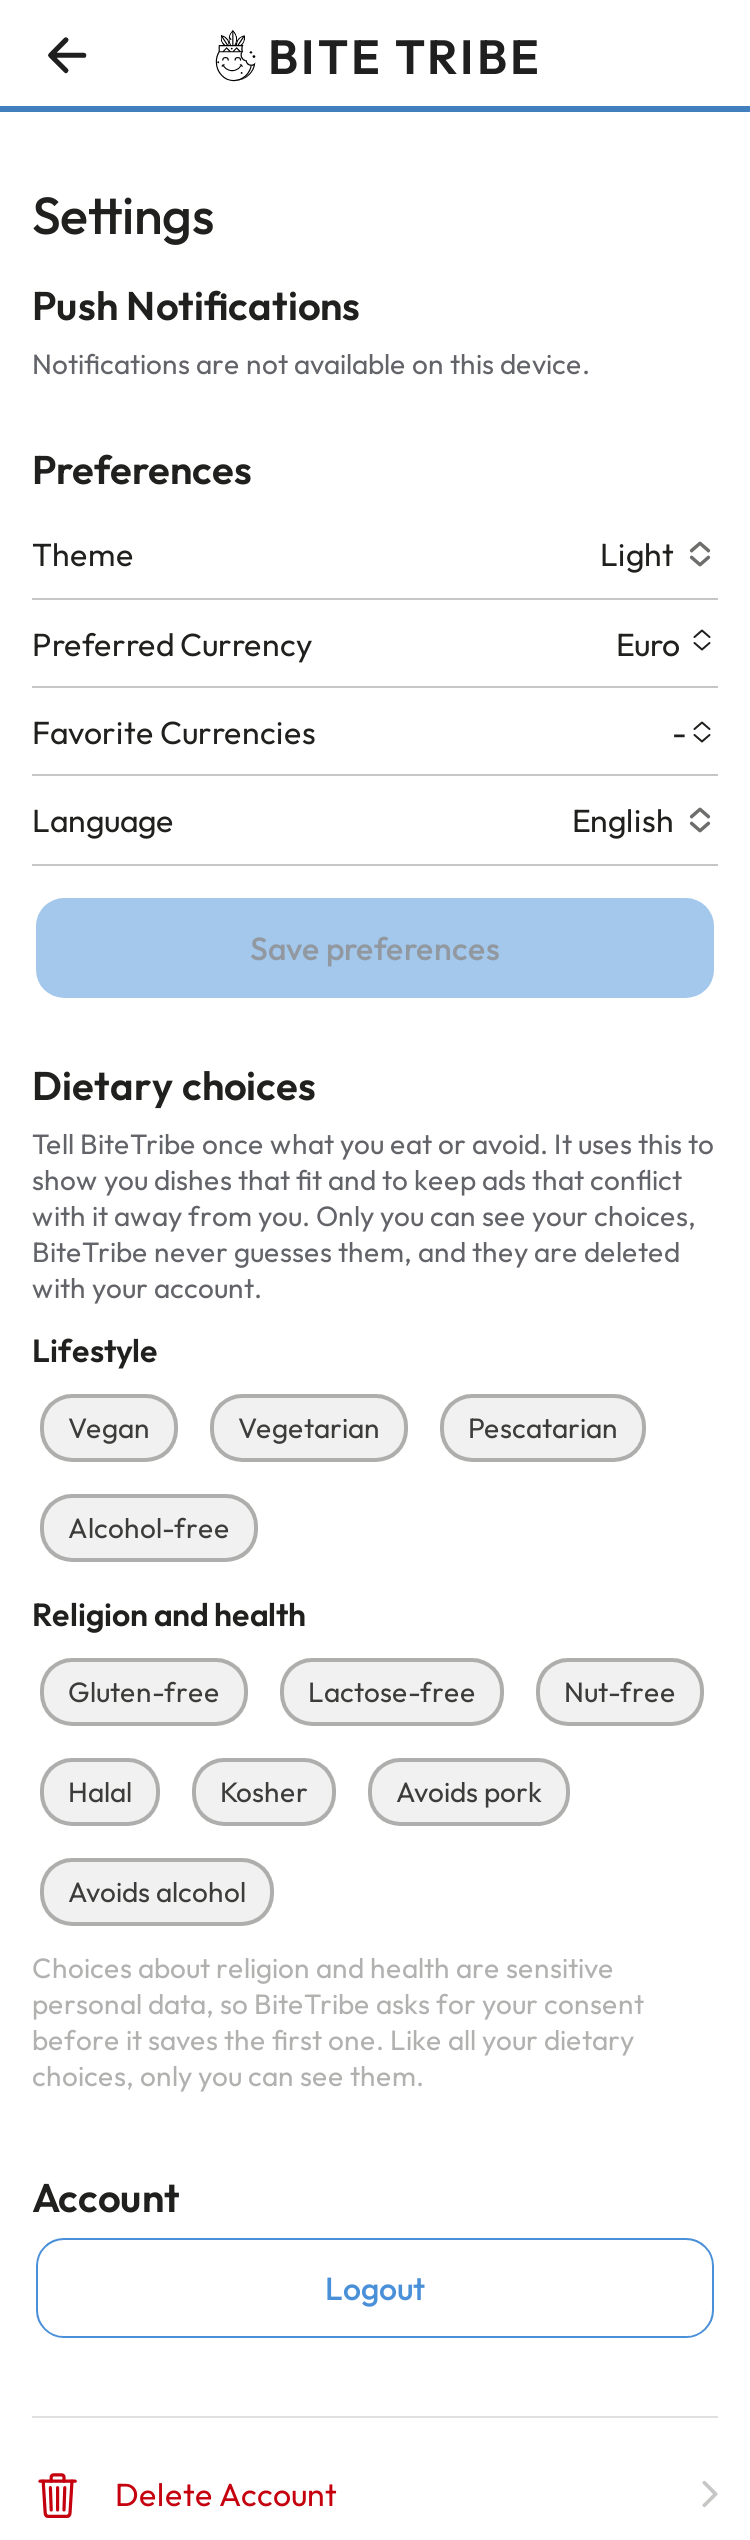 BITE TRIBE
Settings
Push Notifications
Notifications are not available on this device.
Preferences
Theme Light
Preferred Currency Euro
Favorite Currencies -
Language English
Save preferences
Dietary choices
Tell BiteTribe once what you eat or avoid. It uses this to
show you dishes that fit and to keep ads that conflict
with it away from you. Only you can see your choices,
BiteTribe never guesses them, and they are deleted
with your account.
Lifestyle
Vegan Vegetarian Pescatarian
Alcohol-free
Religion and health
Gluten-free Lactose-free Nut-free
Halal Kosher Avoids pork
Avoids alcohol
Choices about religion and health are sensitive
personal data, so BiteTribe asks for your consent
before it saves the first one. Like all your dietary
choices, only you can see them.
Account
Logout
Delete Account